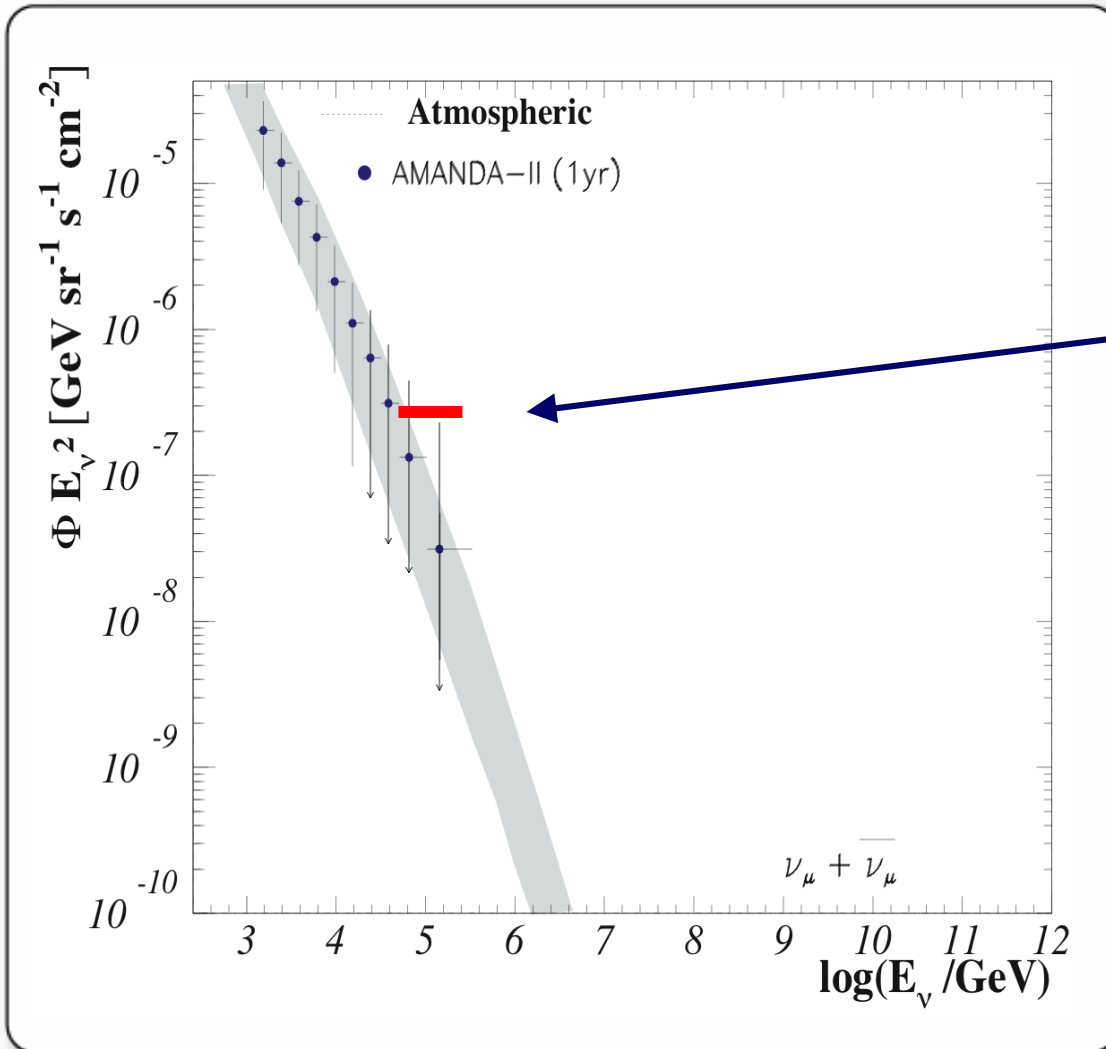 Atmospheric
AMANDA-II (1yr)
Φ E_ν² [GeV sr⁻¹ s⁻¹ cm⁻²]
10⁻⁵
10⁻⁶
10⁻⁷
10⁻⁸
10⁻⁹
10⁻¹⁰
ν_μ + ν̅_μ
3 4 5 6 7 8 9 10 11 12
log(E_ν /GeV)